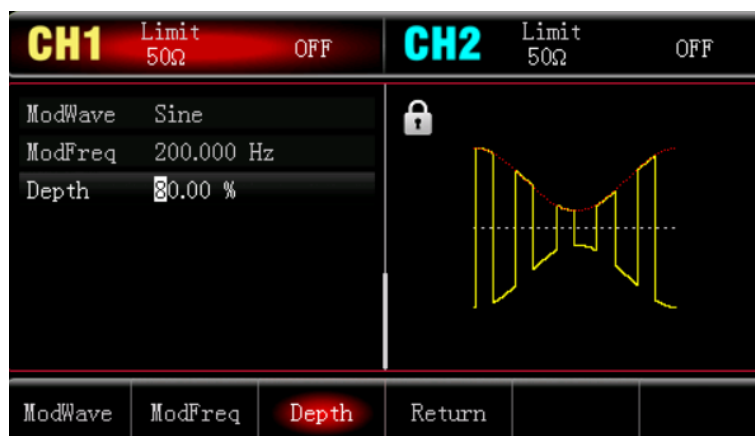 CH1 Limit 50Ω OFF
CH2 Limit 50Ω OFF
ModWave Sine
ModFreq 200.000 Hz
Depth 80.00 %
ModWave ModFreq Depth Return